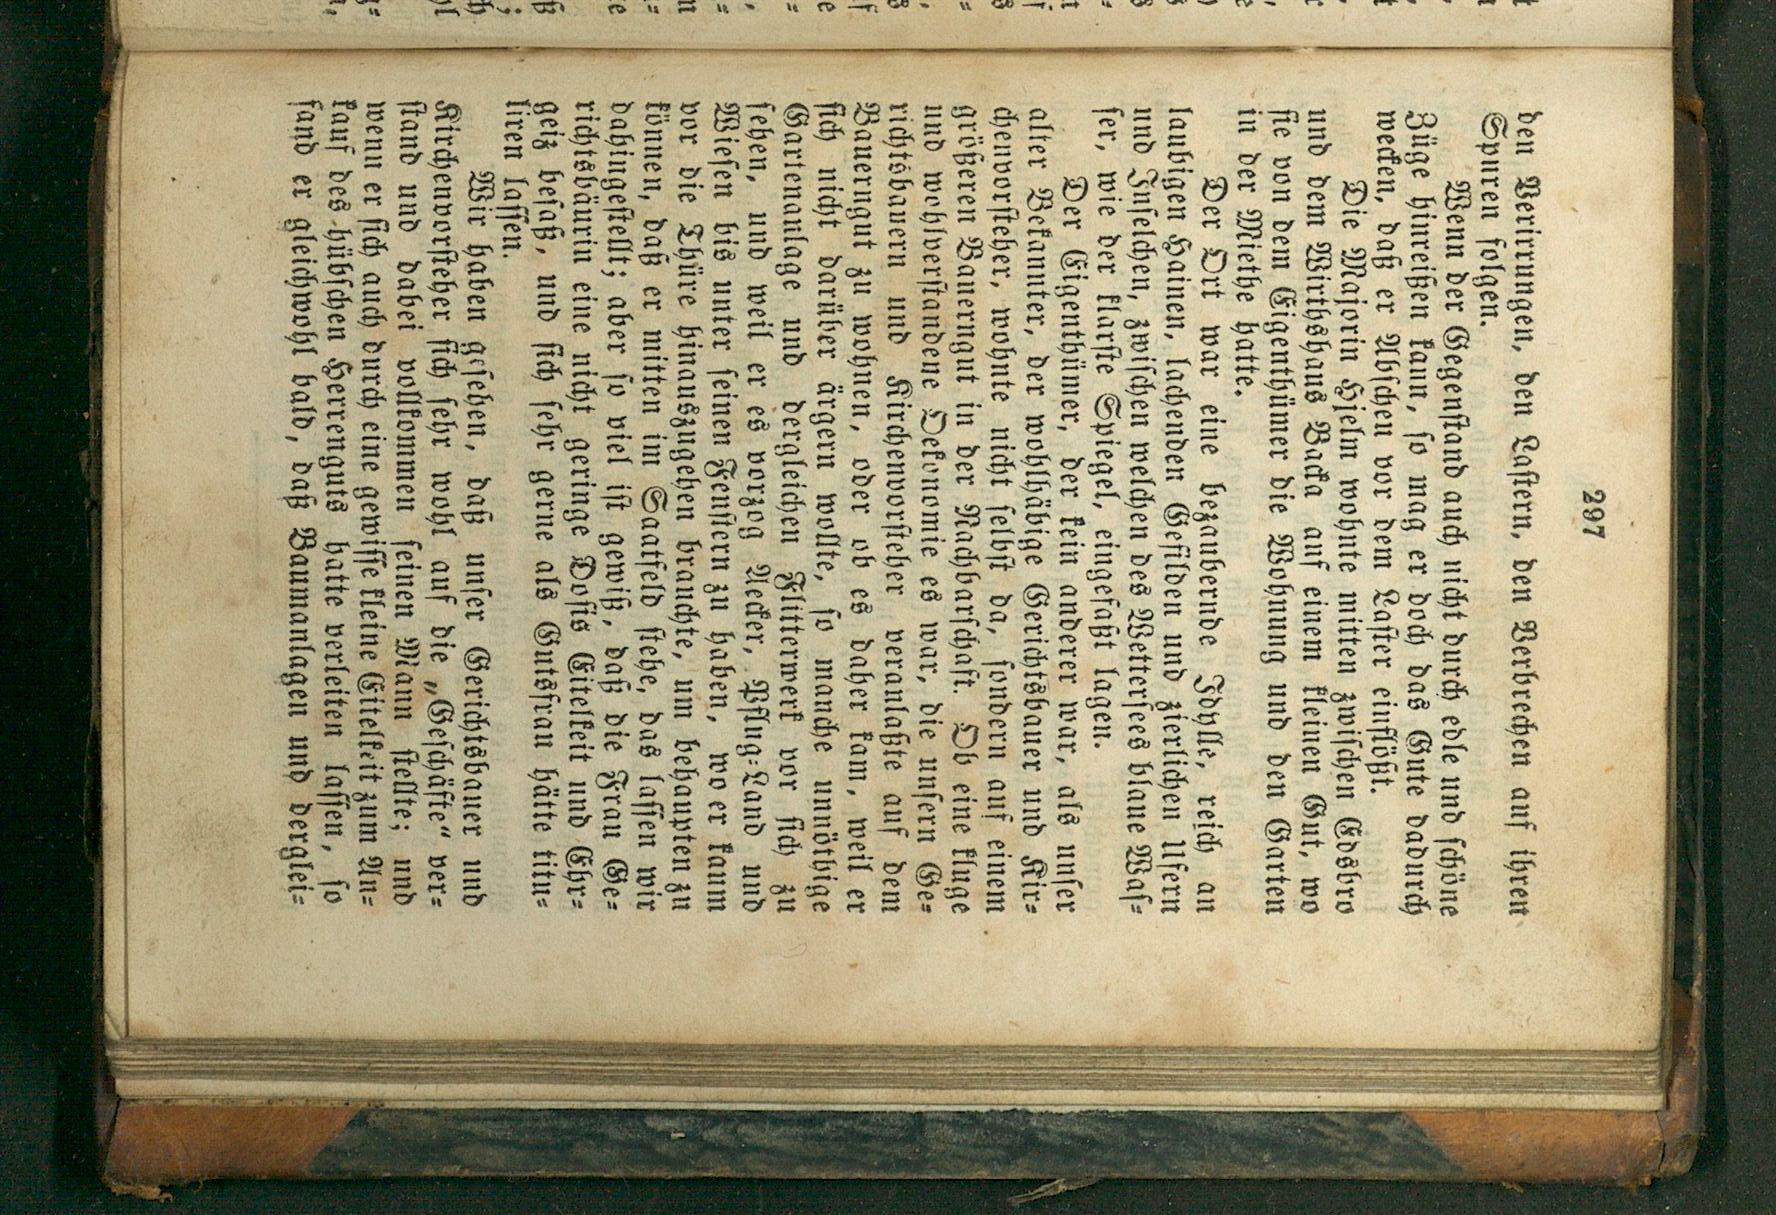 297
den Verirrungen, den Lastern, den Verbrechen auf ihren
Spuren folgen.
Wenn der Gegenstand auch nicht durch edle und schöne
Züge hinreißen kann, so mag er doch das Gute dadurch
wecken, daß er Abscheu vor dem Laster einflößt.
Die Majorin Hjelm wohnte mitten zwischen Edsbro
und dem Wirthshaus Backa auf einem kleinen Gut, wo
sie von dem Eigenthümer die Wohnung und den Garten
in der Miethe hatte.
Der Ort war eine bezaubernde Idylle, reich an
laubigen Hainen, lachenden Gefilden und zierlichen Ufern
und Inselchen, zwischen welchen des Wettersees blaue Was-
ser, wie der klarste Spiegel, eingefaßt lagen.
Der Eigenthümer, der kein anderer war, als unser
alter Bekannter, der wohlhäbige Gerichtsbauer und Kir-
chenvorsteher, wohnte nicht selbst da, sondern auf einem
größeren Bauerngut in der Nachbarschaft. Ob eine kluge
und wohlverstandene Oekonomie es war, die unsern Ge-
richtsbauern und Kirchenvorsteher veranlaßte auf dem
Bauerngut zu wohnen, oder ob es daher kam, weil er
sich nicht darüber ärgern wollte, so manche unnöthige
Gartenanlage und dergleichen Flitterwerk vor sich zu
sehen, und weil er es vorzog Aecker, Pflug-Land und
Wiesen bis unter seinen Fenstern zu haben, wo er kaum
vor die Thüre hinauszugehen brauchte, um behaupten zu
können, daß er mitten im Saatfeld stehe, das lassen wir
dahingestellt; aber so viel ist gewiß, daß die Frau Ge-
richtsbäurin eine nicht geringe Dosis Eitelkeit und Ehr-
geiz besaß, und sich sehr gerne als Gutsfrau hätte titu-
liren lassen.
Wir haben gesehen, daß unser Gerichtsbauer und
Kirchenvorsteher sich sehr wohl auf die „Geschäfte“ ver-
stand und dabei vollkommen seinen Mann stellte; und
wenn er sich auch durch eine gewisse kleine Eitelkeit zum An-
kauf des hübschen Herrenguts hatte verleiten lassen, so
fand er gleichwohl bald, daß Baumanlagen und derglei-